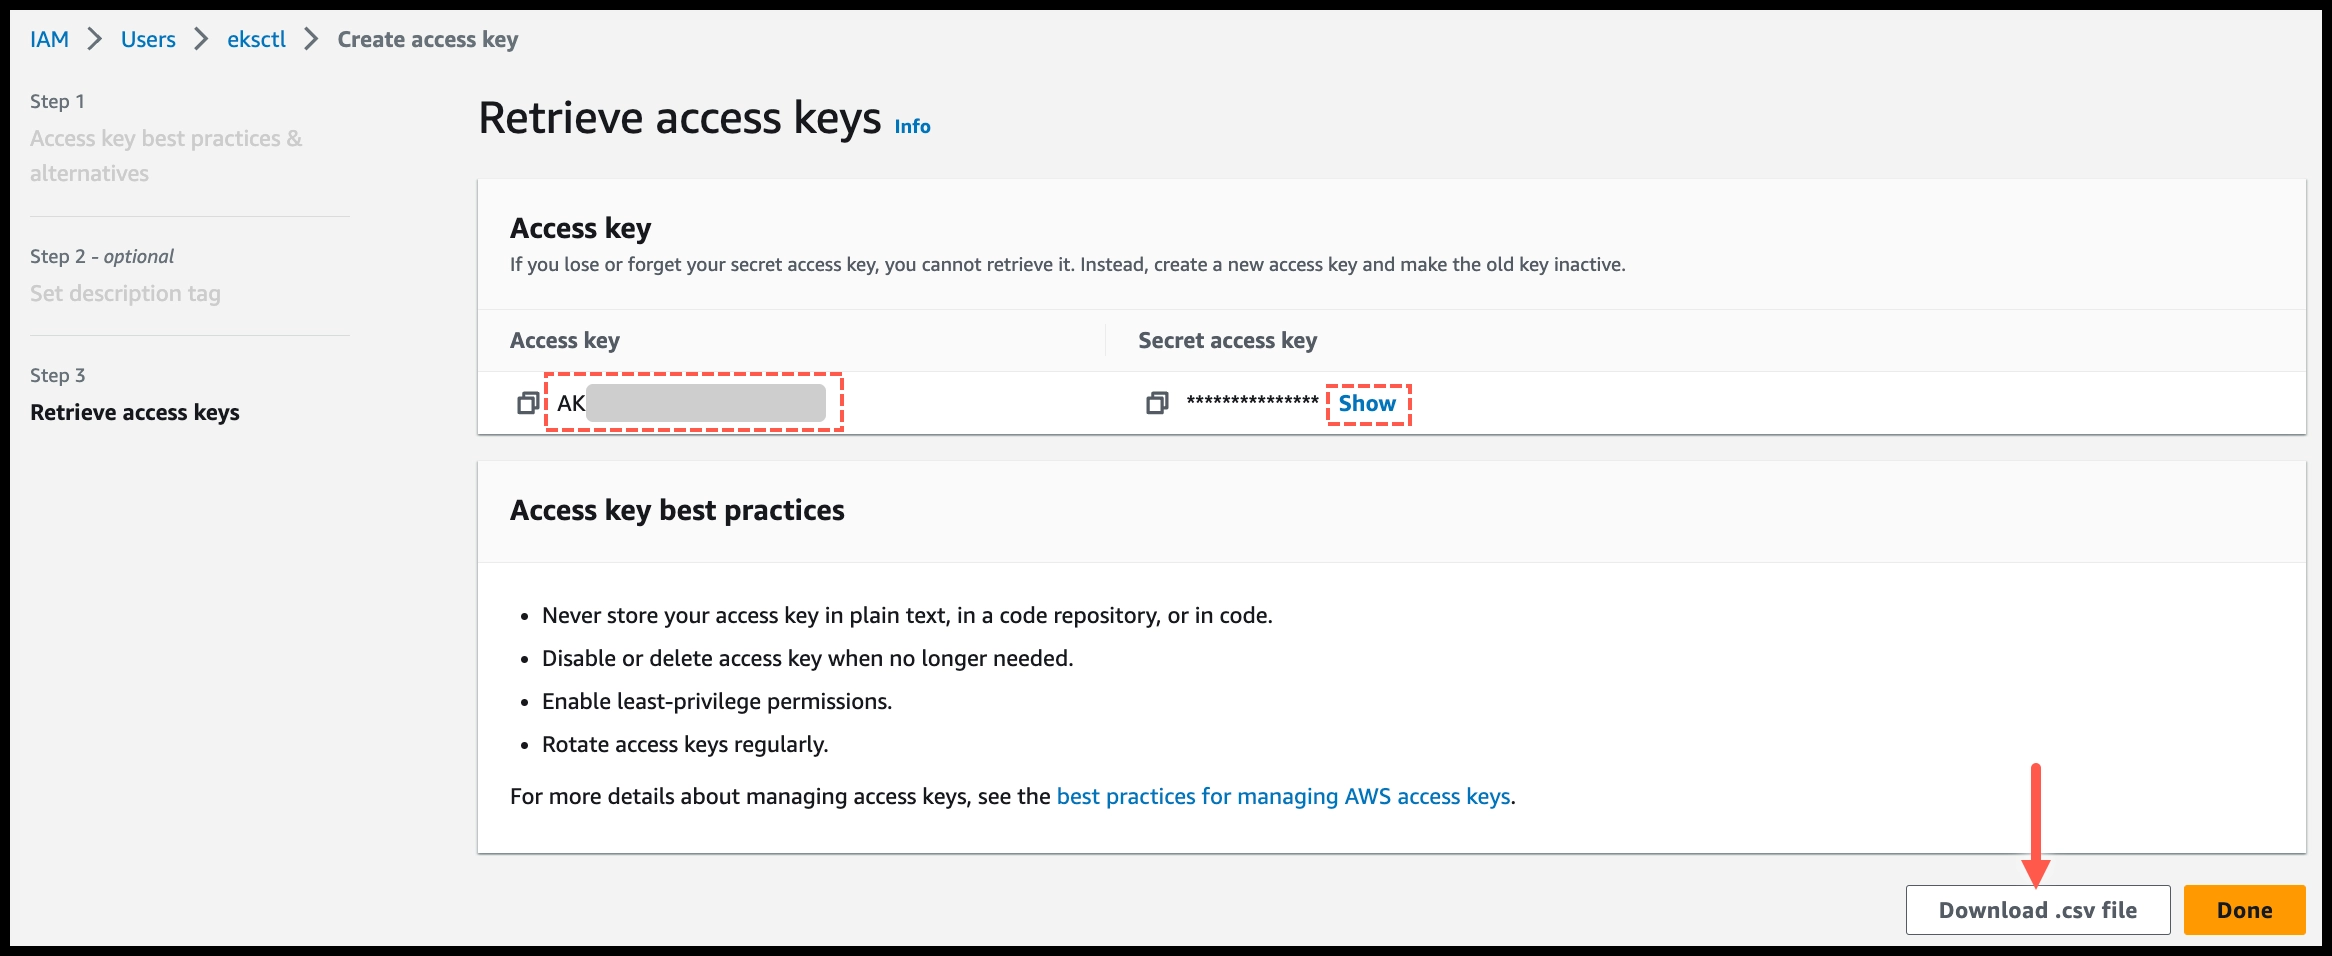 IAM > Users > eksctl > Create access key
Step 1
Access key best practices &
alternatives
Step 2 - optional
Set description tag
Step 3
Retrieve access keys
Retrieve access keys Info
Access key
If you lose or forget your secret access key, you cannot retrieve it. Instead, create a new access key and make the old key inactive.
Access key Secret access key
AK *************** Show
Access key best practices
• Never store your access key in plain text, in a code repository, or in code.
• Disable or delete access key when no longer needed.
• Enable least-privilege permissions.
• Rotate access keys regularly.
For more details about managing access keys, see the best practices for managing AWS access keys.
Download .csv file Done